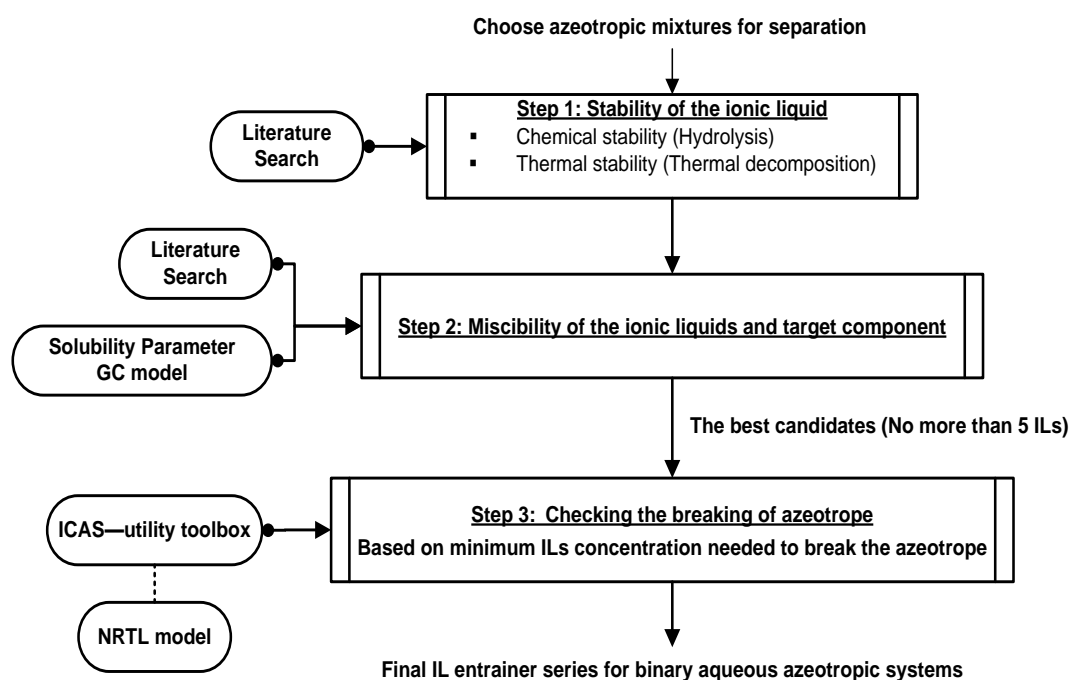 Choose azeotropic mixtures for separation
Step 1: Stability of the ionic liquid
▪ Chemical stability (Hydrolysis)
▪ Thermal stability (Thermal decomposition)
Literature
Search
Literature
Search
Solubility Parameter
GC model
Step 2: Miscibility of the ionic liquids and target component
The best candidates (No more than 5 ILs)
ICAS—utility toolbox
NRTL model
Step 3: Checking the breaking of azeotrope
Based on minimum ILs concentration needed to break the azeotrope
Final IL entrainer series for binary aqueous azeotropic systems